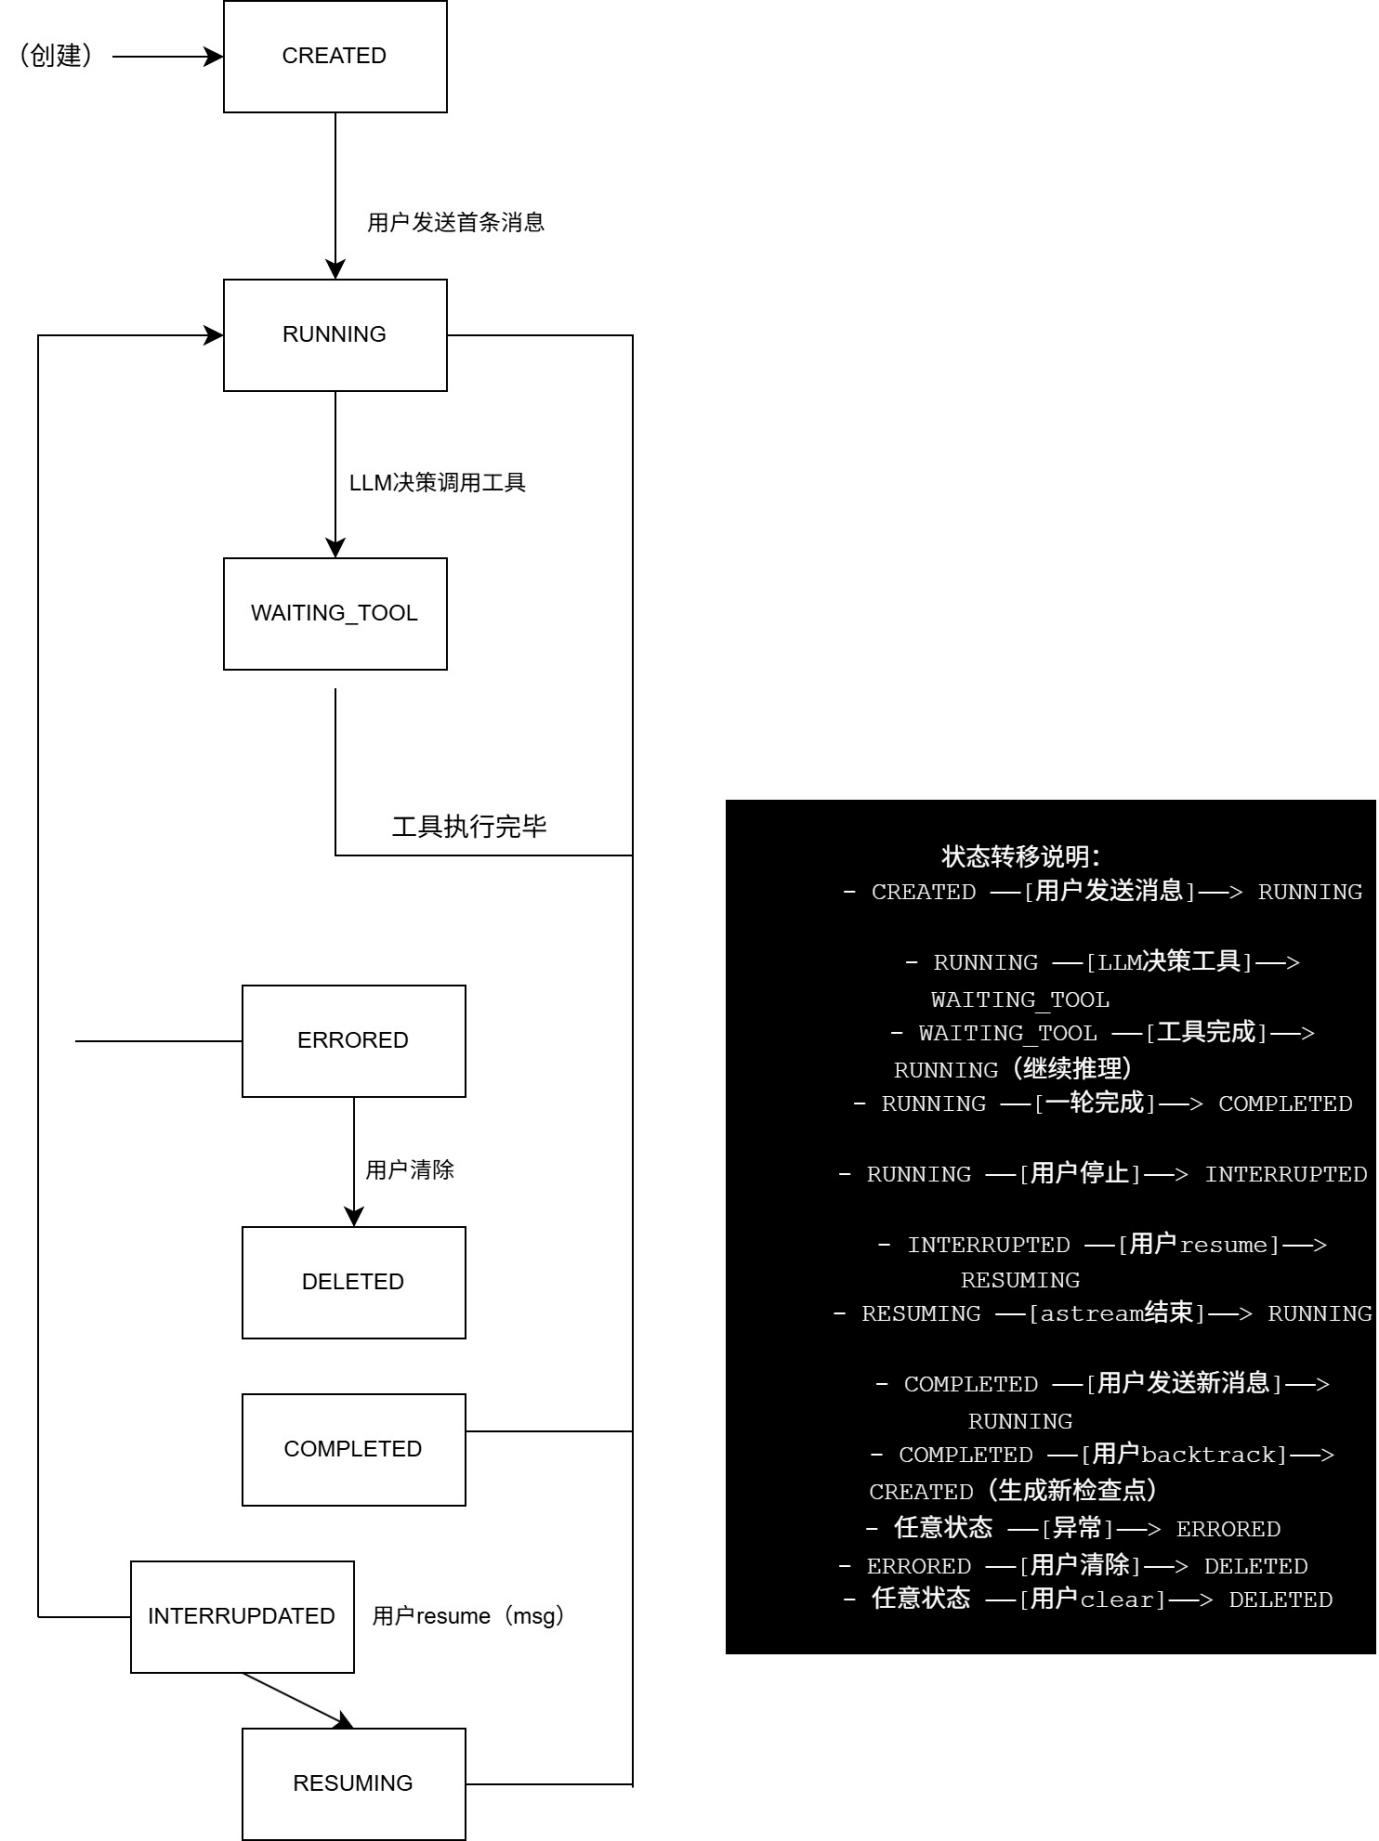 （创建）
CREATED
用户发送首条消息
RUNNING
LLM决策调用工具
WAITING_TOOL
工具执行完毕
ERRORED
用户清除
DELETED
COMPLETED
INTERRUPDATED
用户resume（msg）
RESUMING
状态转移说明：
- CREATED ——[用户发送消息]——> RUNNING
- RUNNING ——[LLM决策工具]——>
WAITING_TOOL
- WAITING_TOOL ——[工具完成]——>
RUNNING（继续推理）
- RUNNING ——[一轮完成]——> COMPLETED
- RUNNING ——[用户停止]——> INTERRUPTED
- INTERRUPTED ——[用户resume]——>
RESUMING
- RESUMING ——[astream结束]——> RUNNING
- COMPLETED ——[用户发送新消息]——>
RUNNING
- COMPLETED ——[用户backtrack]——>
CREATED（生成新检查点）
- 任意状态 ——[异常]——> ERRORED
- ERRORED ——[用户清除]——> DELETED
- 任意状态 ——[用户clear]——> DELETED